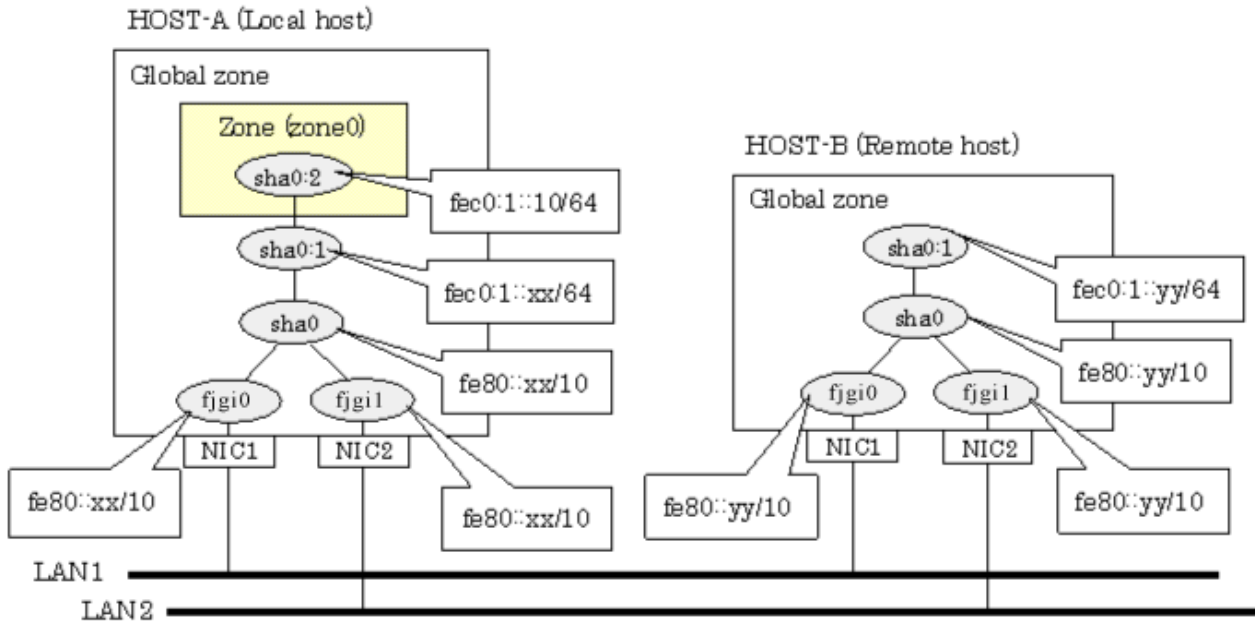 HOST-A (Local host)
Global zone
Zone (zone0)
sha0:2
fec0:1::10/64
sha0:1
fec0:1::xx/64
sha0
fe80::xx/10
fjgi0
fjgi1
NIC1
NIC2
fe80::xx/10
fe80::xx/10
HOST-B (Remote host)
Global zone
sha0:1
fec0:1::yy/64
sha0
fe80::yy/10
fjgi0
fjgi1
NIC1
NIC2
fe80::yy/10
fe80::yy/10
LAN1
LAN2